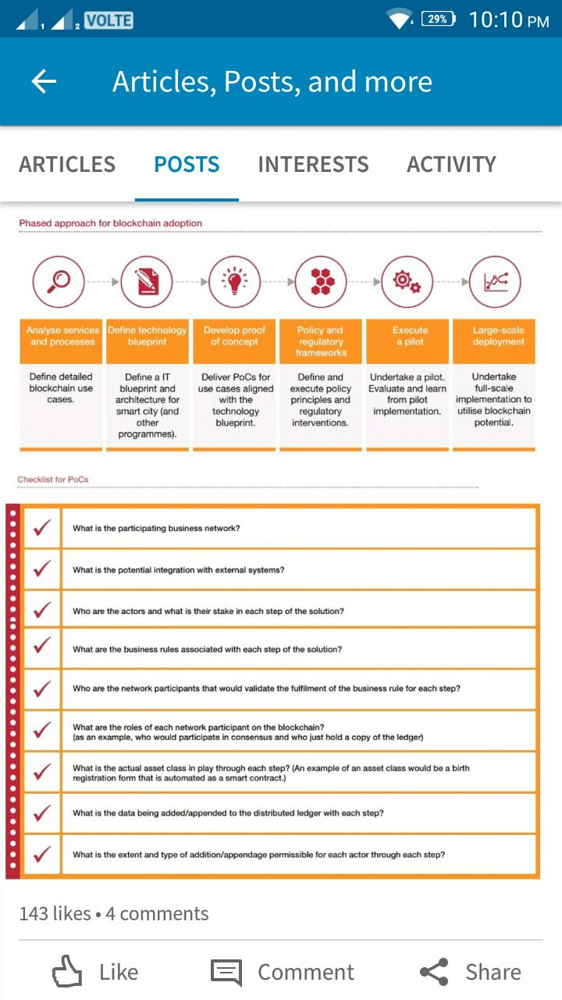 1 2 VOLTE 29% 10:10 PM
Articles, Posts, and more
ARTICLES POSTS INTERESTS ACTIVITY
Phased approach for blockchain adoption
Analyse services
and processes
Define technology
blueprint
Develop proof
of concept
Policy and
regulatory
frameworks
Execute
a pilot
Large-scale
deployment
Define detailed
blockchain use
cases.
Define a IT
blueprint and
architecture for
smart city (and
other
programmes).
Deliver PoCs for
use cases aligned
with the
technology
blueprint.
Define and
execute policy
principles and
regulatory
interventions.
Undertake a pilot.
Evaluate and learn
from pilot
implementation.
Undertake
full-scale
implementation to
utilise blockchain
potential.
Checklist for PoCs
What is the participating business network?
What is the potential integration with external systems?
Who are the actors and what is their stake in each step of the solution?
What are the business rules associated with each step of the solution?
Who are the network participants that would validate the fulfilment of the business rule for each step?
What are the roles of each network participant on the blockchain?
(as an example, who would participate in consensus and who just hold a copy of the ledger)
What is the actual asset class in play through each step? (An example of an asset class would be a birth
registration form that is automated as a smart contract.)
What is the data being added/appended to the distributed ledger with each step?
What is the extent and type of addition/appendage permissible for each actor through each step?
143 likes • 4 comments
Like Comment Share